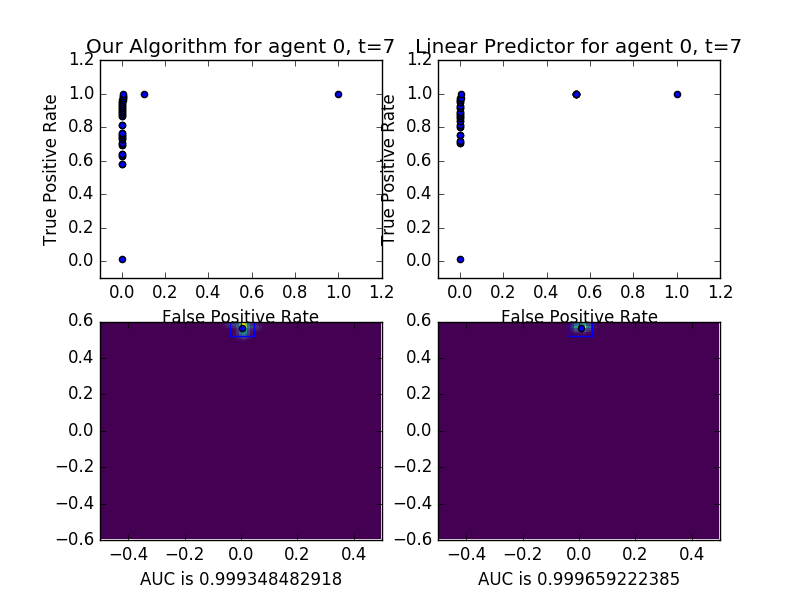 Our Algorithm for agent 0, t=7
1.2
1.0
0.8
0.6
0.4
0.2
0.0
True Positive Rate
0.0 0.2 0.4 0.6 0.8 1.0 1.2
False Positive Rate
Linear Predictor for agent 0, t=7
1.2
1.0
0.8
0.6
0.4
0.2
0.0
True Positive Rate
0.0 0.2 0.4 0.6 0.8 1.0 1.2
False Positive Rate
0.6
0.4
0.2
0.0
−0.2
−0.4
−0.6
−0.4 −0.2 0.0 0.2 0.4
AUC is 0.999348482918
0.6
0.4
0.2
0.0
−0.2
−0.4
−0.6
−0.4 −0.2 0.0 0.2 0.4
AUC is 0.999659222385